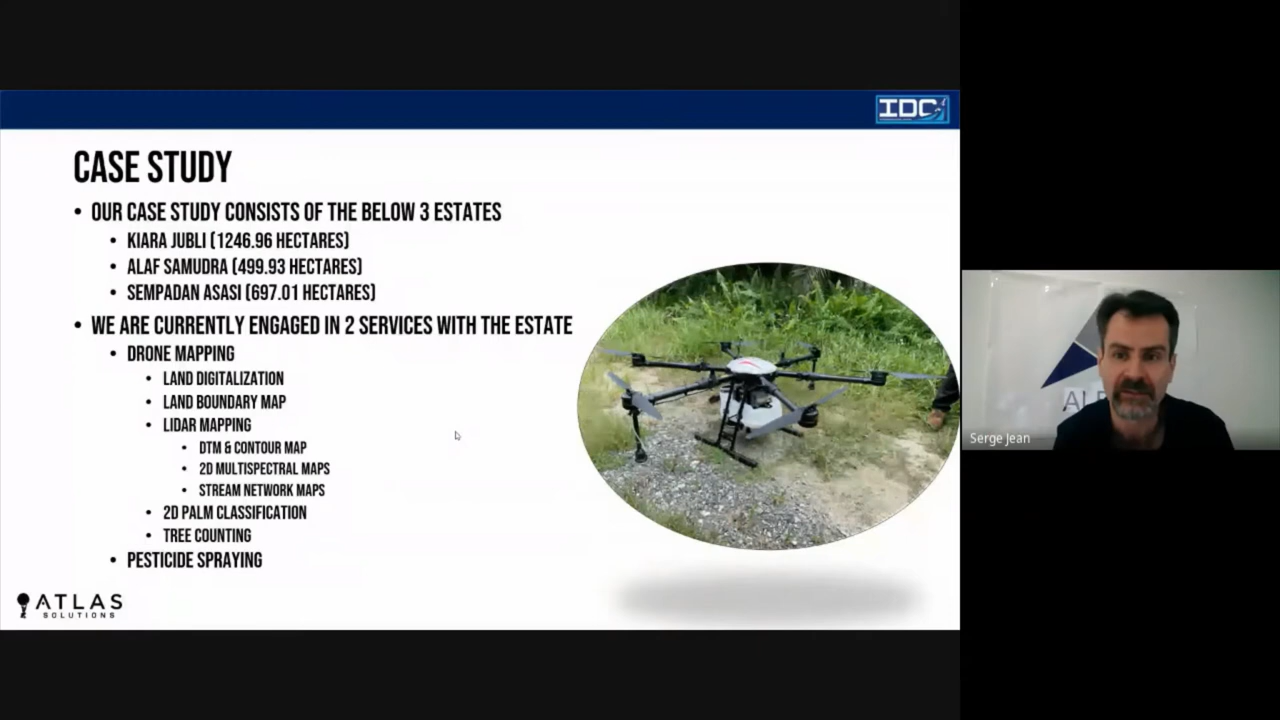 IDC
CASE STUDY
• OUR CASE STUDY CONSISTS OF THE BELOW 3 ESTATES
• KIARA JUBLI (1246.96 HECTARES)
• ALAF SAMUDRA (499.93 HECTARES)
• SEMPADAN ASASI (697.01 HECTARES)
• WE ARE CURRENTLY ENGAGED IN 2 SERVICES WITH THE ESTATE
• DRONE MAPPING
• LAND DIGITALIZATION
• LAND BOUNDARY MAP
• LIDAR MAPPING
• DTM & CONTOUR MAP
• 2D MULTISPECTRAL MAPS
• STREAM NETWORK MAPS
• 2D PALM CLASSIFICATION
• TREE COUNTING
• PESTICIDE SPRAYING
ATLAS
SOLUTIONS
Serge Jean